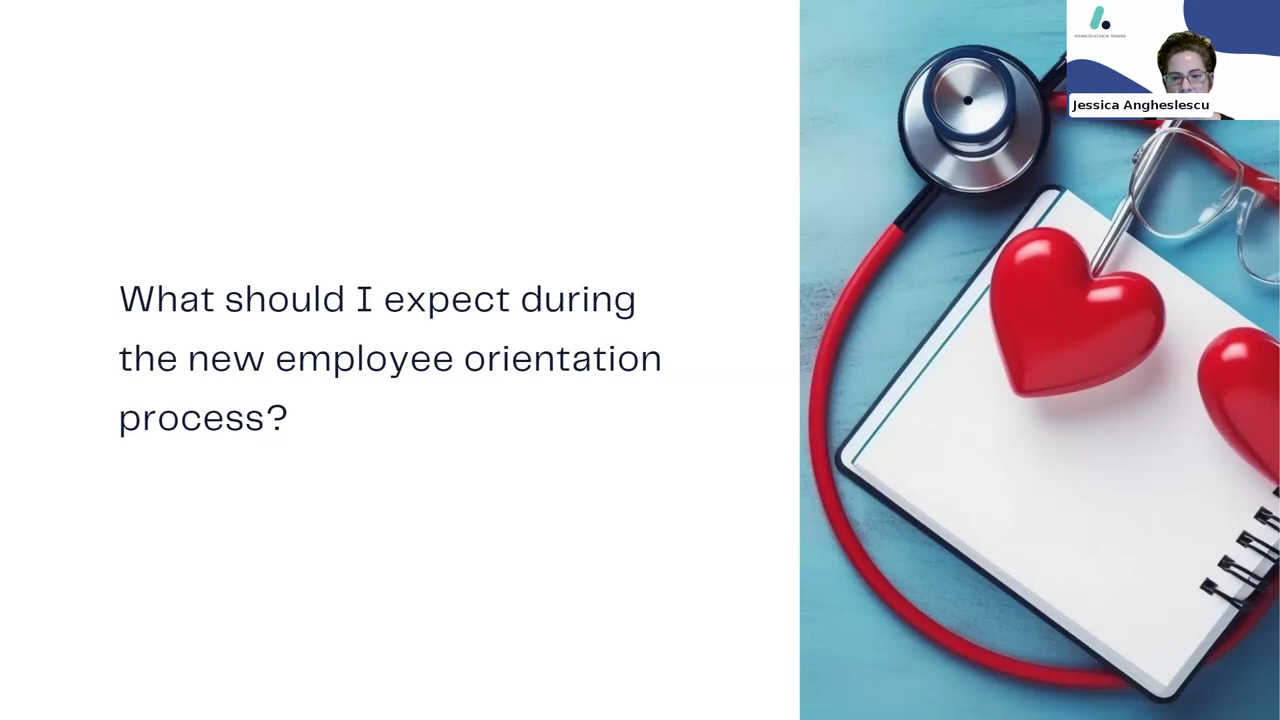 What should I expect during
the new employee orientation
process?
Jessica Angheslescu